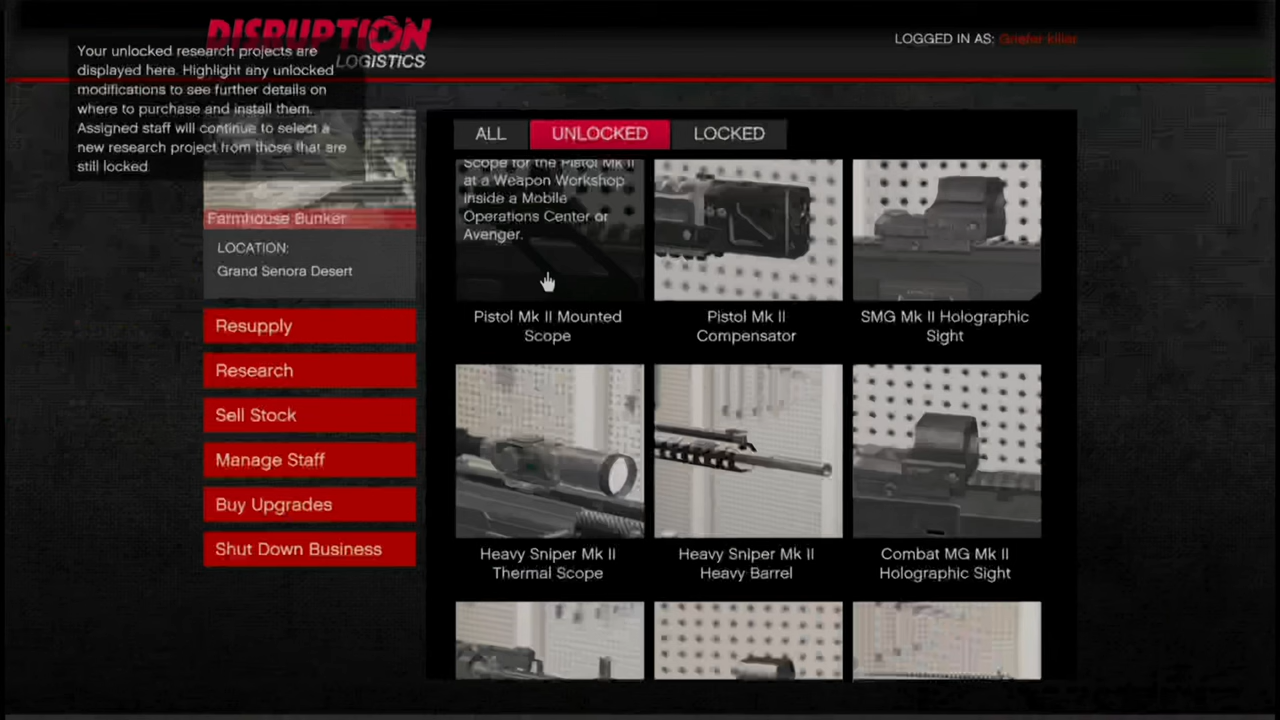 DISRUPTION
LOGISTICS
LOGGED IN AS: Griefer killer
Your unlocked research projects are
displayed here. Highlight any unlocked
modifications to see further details on
where to purchase and install them.
Assigned staff will continue to select a
new research project from those that are
still locked.
Farmhouse Bunker
LOCATION:
Grand Senora Desert
Resupply
Research
Sell Stock
Manage Staff
Buy Upgrades
Shut Down Business
ALL
UNLOCKED
LOCKED
Scope for the Pistol Mk II
at a Weapon Workshop
inside a Mobile
Operations Center or
Avenger.
Pistol Mk II Mounted
Scope
Pistol Mk II
Compensator
SMG Mk II Holographic
Sight
Heavy Sniper Mk II
Thermal Scope
Heavy Sniper Mk II
Heavy Barrel
Combat MG Mk II
Holographic Sight